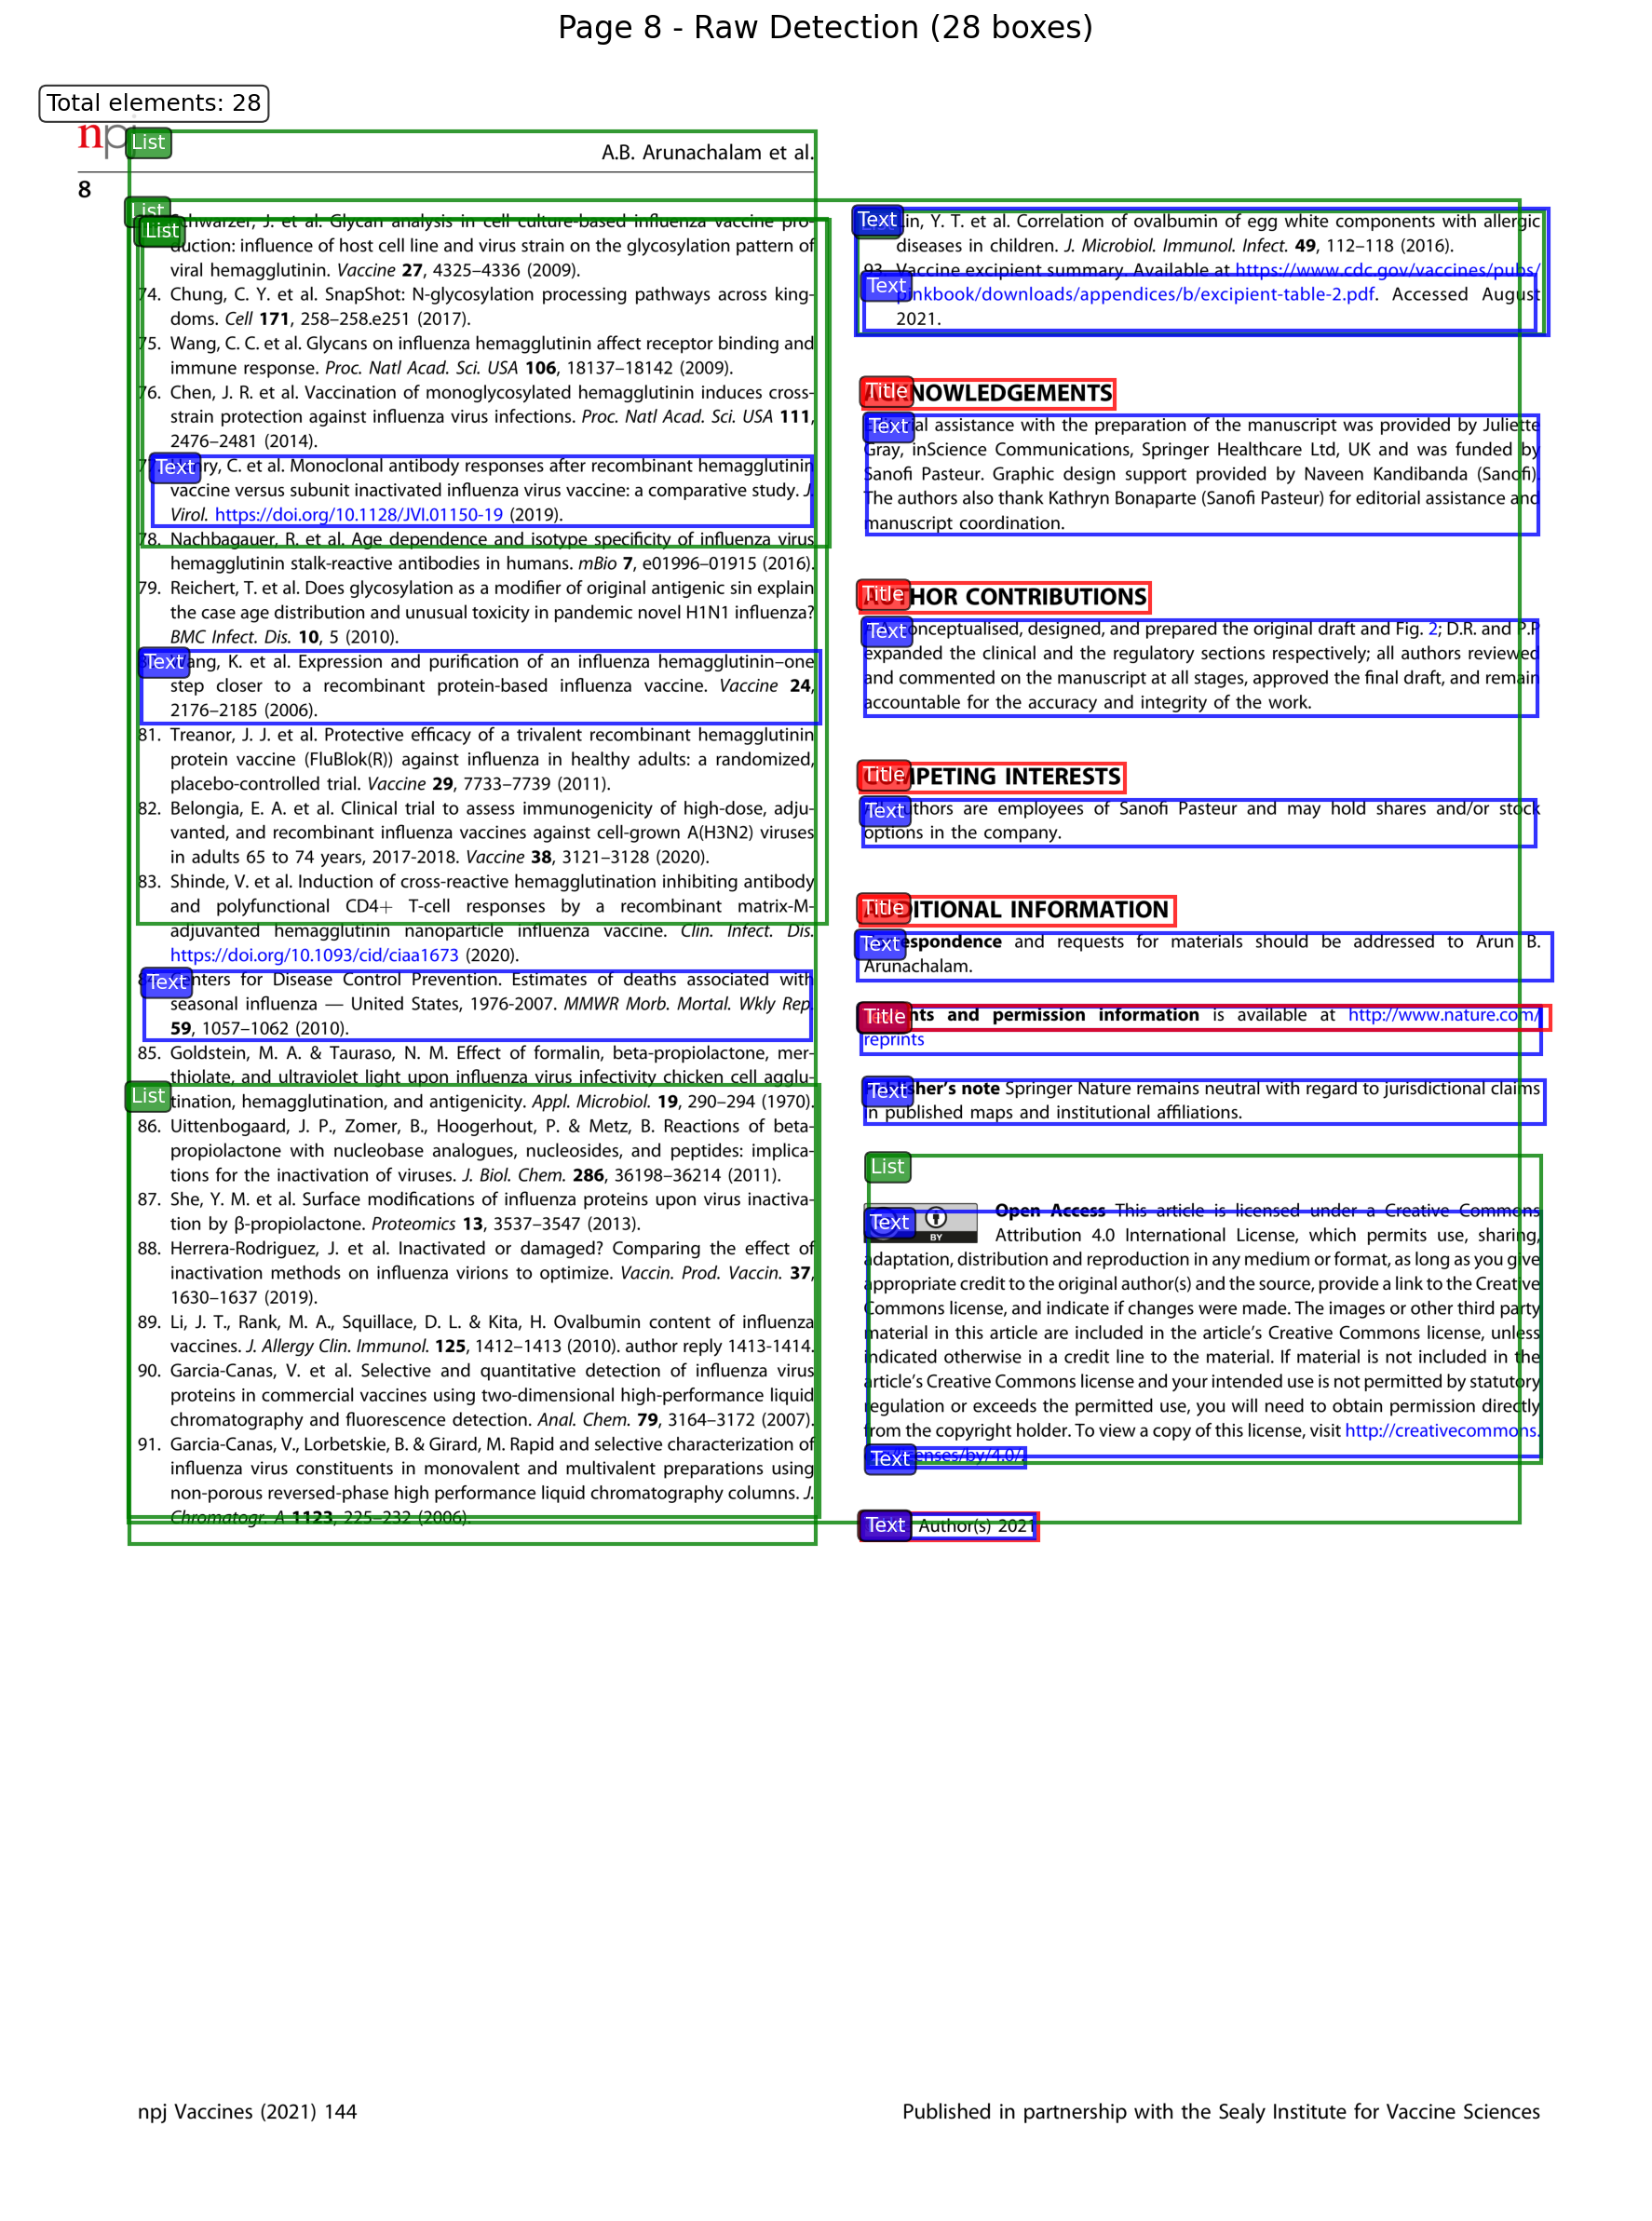 Page 8 - Raw Detection (28 boxes)
Total elements: 28
npj
List
A.B. Arunachalam et al.
8
List
List
Schwarzer, J. et al. Glycan analysis in cell culture-based influenza vaccine pro-
duction: influence of host cell line and virus strain on the glycosylation pattern of
viral hemagglutinin. Vaccine 27, 4325–4336 (2009).
74. Chung, C. Y. et al. SnapShot: N-glycosylation processing pathways across king-
doms. Cell 171, 258–258.e251 (2017).
75. Wang, C. C. et al. Glycans on influenza hemagglutinin affect receptor binding and
immune response. Proc. Natl Acad. Sci. USA 106, 18137–18142 (2009).
76. Chen, J. R. et al. Vaccination of monoglycosylated hemagglutinin induces cross-
strain protection against influenza virus infections. Proc. Natl Acad. Sci. USA 111,
2476–2481 (2014).
Text
77. Henry, C. et al. Monoclonal antibody responses after recombinant hemagglutinin
vaccine versus subunit inactivated influenza virus vaccine: a comparative study. J.
Virol. https://doi.org/10.1128/JVI.01150-19 (2019).
78. Nachbagauer, R. et al. Age dependence and isotype specificity of influenza virus
hemagglutinin stalk-reactive antibodies in humans. mBio 7, e01996–01915 (2016).
79. Reichert, T. et al. Does glycosylation as a modifier of original antigenic sin explain
the case age distribution and unusual toxicity in pandemic novel H1N1 influenza?
BMC Infect. Dis. 10, 5 (2010).
Text
Wang, K. et al. Expression and purification of an influenza hemagglutinin–one
step closer to a recombinant protein-based influenza vaccine. Vaccine 24,
2176–2185 (2006).
81. Treanor, J. J. et al. Protective efficacy of a trivalent recombinant hemagglutinin
protein vaccine (FluBlok(R)) against influenza in healthy adults: a randomized,
placebo-controlled trial. Vaccine 29, 7733–7739 (2011).
82. Belongia, E. A. et al. Clinical trial to assess immunogenicity of high-dose, adju-
vanted, and recombinant influenza vaccines against cell-grown A(H3N2) viruses
in adults 65 to 74 years, 2017-2018. Vaccine 38, 3121–3128 (2020).
83. Shinde, V. et al. Induction of cross-reactive hemagglutination inhibiting antibody
and polyfunctional CD4+ T-cell responses by a recombinant matrix-M-
adjuvanted hemagglutinin nanoparticle influenza vaccine. Clin. Infect. Dis.
https://doi.org/10.1093/cid/ciaa1673 (2020).
Text
Centers for Disease Control Prevention. Estimates of deaths associated with
seasonal influenza — United States, 1976-2007. MMWR Morb. Mortal. Wkly Rep.
59, 1057–1062 (2010).
85. Goldstein, M. A. & Tauraso, N. M. Effect of formalin, beta-propiolactone, mer-
thiolate, and ultraviolet light upon influenza virus infectivity chicken cell agglu-
List
tination, hemagglutination, and antigenicity. Appl. Microbiol. 19, 290–294 (1970).
86. Uittenbogaard, J. P., Zomer, B., Hoogerhout, P. & Metz, B. Reactions of beta-
propiolactone with nucleobase analogues, nucleosides, and peptides: implica-
tions for the inactivation of viruses. J. Biol. Chem. 286, 36198–36214 (2011).
87. She, Y. M. et al. Surface modifications of influenza proteins upon virus inactiva-
tion by β-propiolactone. Proteomics 13, 3537–3547 (2013).
88. Herrera-Rodriguez, J. et al. Inactivated or damaged? Comparing the effect of
inactivation methods on influenza virions to optimize. Vaccin. Prod. Vaccin. 37,
1630–1637 (2019).
89. Li, J. T., Rank, M. A., Squillace, D. L. & Kita, H. Ovalbumin content of influenza
vaccines. J. Allergy Clin. Immunol. 125, 1412–1413 (2010). author reply 1413-1414.
90. Garcia-Canas, V. et al. Selective and quantitative detection of influenza virus
proteins in commercial vaccines using two-dimensional high-performance liquid
chromatography and fluorescence detection. Anal. Chem. 79, 3164–3172 (2007).
91. Garcia-Canas, V., Lorbetskie, B. & Girard, M. Rapid and selective characterization of
influenza virus constituents in monovalent and multivalent preparations using
non-porous reversed-phase high performance liquid chromatography columns. J.
Chromatogr. A 1123, 225–232 (2006).
Text
Lin, Y. T. et al. Correlation of ovalbumin of egg white components with allergic
diseases in children. J. Microbiol. Immunol. Infect. 49, 112–118 (2016).
93. Vaccine excipient summary. Available at https://www.cdc.gov/vaccines/pubs/
Text
pinkbook/downloads/appendices/b/excipient-table-2.pdf. Accessed August
2021.
Title
ACKNOWLEDGEMENTS
Text
Editorial assistance with the preparation of the manuscript was provided by Juliette
Gray, inScience Communications, Springer Healthcare Ltd, UK and was funded by
Sanofi Pasteur. Graphic design support provided by Naveen Kandibanda (Sanofi).
The authors also thank Kathryn Bonaparte (Sanofi Pasteur) for editorial assistance and
manuscript coordination.
Title
AUTHOR CONTRIBUTIONS
Text
conceptualised, designed, and prepared the original draft and Fig. 2; D.R. and P.P
expanded the clinical and the regulatory sections respectively; all authors reviewed
and commented on the manuscript at all stages, approved the final draft, and remain
accountable for the accuracy and integrity of the work.
Title
COMPETING INTERESTS
Text
authors are employees of Sanofi Pasteur and may hold shares and/or stock
options in the company.
Title
ADDITIONAL INFORMATION
Text
Correspondence and requests for materials should be addressed to Arun B.
Arunachalam.
Title
Reprints and permission information is available at http://www.nature.com/
reprints
Text
Publisher's note Springer Nature remains neutral with regard to jurisdictional claims
in published maps and institutional affiliations.
List
Text
BY
Open Access This article is licensed under a Creative Commons
Attribution 4.0 International License, which permits use, sharing,
adaptation, distribution and reproduction in any medium or format, as long as you give
appropriate credit to the original author(s) and the source, provide a link to the Creative
Commons license, and indicate if changes were made. The images or other third party
material in this article are included in the article's Creative Commons license, unless
indicated otherwise in a credit line to the material. If material is not included in the
article's Creative Commons license and your intended use is not permitted by statutory
regulation or exceeds the permitted use, you will need to obtain permission directly
from the copyright holder. To view a copy of this license, visit http://creativecommons.
Text
licenses/by/4.0/.
Text
Author(s) 2021
npj Vaccines (2021) 144
Published in partnership with the Sealy Institute for Vaccine Sciences